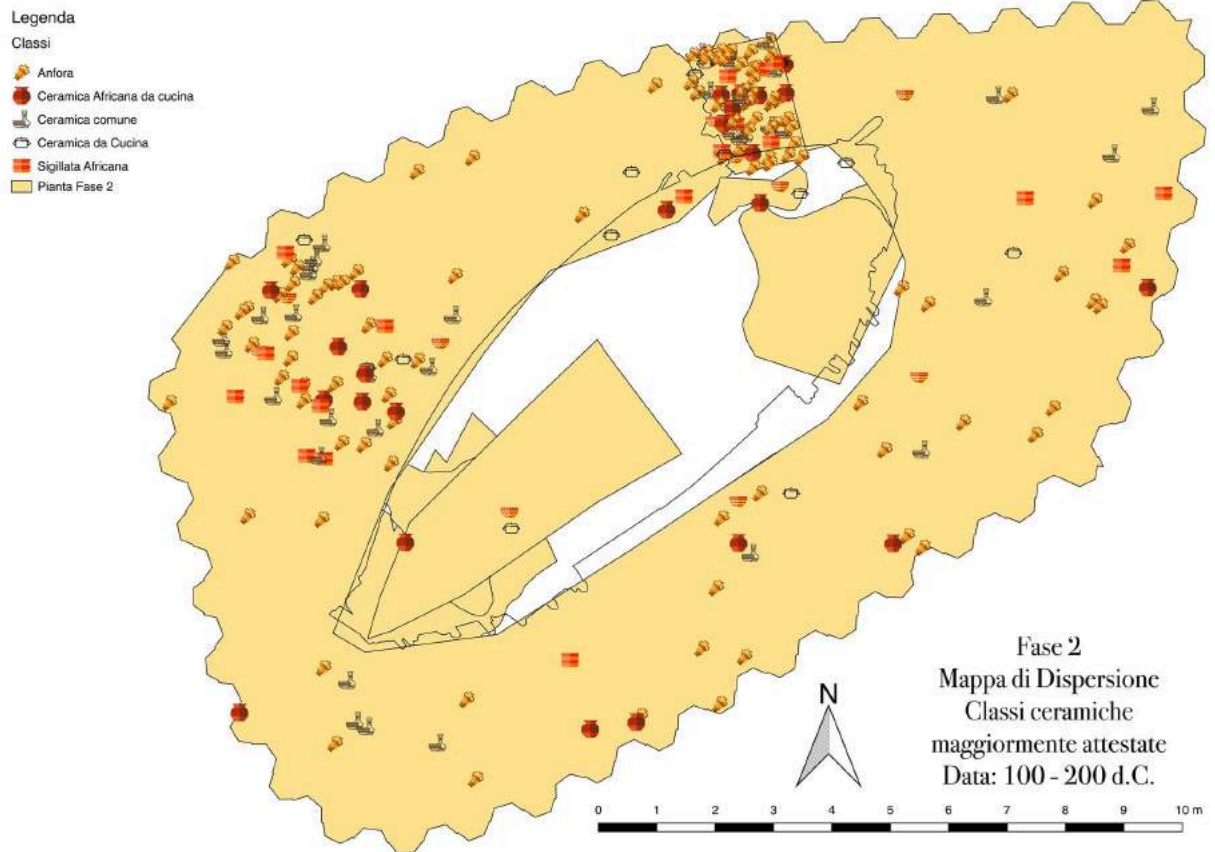 Legenda
Classi
Anfora
Ceramica Africana da cucina
Ceramica comune
Ceramica da Cucina
Sigillata Africana
Pianta Fase 2
Fase 2
Mappa di Dispersione
Classi ceramiche
maggiormente attestate
Data: 100 - 200 d.C.
N
0 1 2 3 4 5 6 7 8 9 10 m